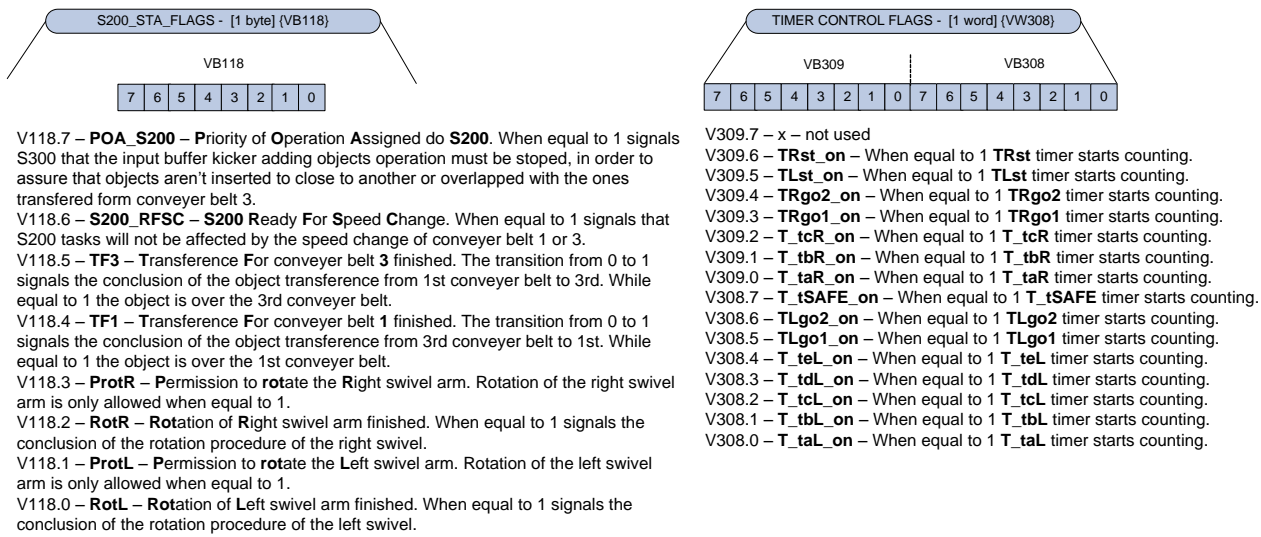 S200_STA_FLAGS - [1 byte] {VB118}
VB118
7 6 5 4 3 2 1 0
V118.7 – POA_S200 – Priority of Operation Assigned do S200. When equal to 1 signals
S300 that the input buffer kicker adding objects operation must be stoped, in order to
assure that objects aren't inserted to close to another or overlapped with the ones
transfered form conveyer belt 3.
V118.6 – S200_RFSC – S200 Ready For Speed Change. When equal to 1 signals that
S200 tasks will not be affected by the speed change of conveyer belt 1 or 3.
V118.5 – TF3 – Transference For conveyer belt 3 finished. The transition from 0 to 1
signals the conclusion of the object transference from 1st conveyer belt to 3rd. While
equal to 1 the object is over the 3rd conveyer belt.
V118.4 – TF1 – Transference For conveyer belt 1 finished. The transition from 0 to 1
signals the conclusion of the object transference from 3rd conveyer belt to 1st. While
equal to 1 the object is over the 1st conveyer belt.
V118.3 – ProtR – Permission to rotate the Right swivel arm. Rotation of the right swivel
arm is only allowed when equal to 1.
V118.2 – RotR – Rotation of Right swivel arm finished. When equal to 1 signals the
conclusion of the rotation procedure of the right swivel.
V118.1 – ProtL – Permission to rotate the Left swivel arm. Rotation of the left swivel
arm is only allowed when equal to 1.
V118.0 – RotL – Rotation of Left swivel arm finished. When equal to 1 signals the
conclusion of the rotation procedure of the left swivel.
TIMER CONTROL FLAGS - [1 word] {VW308}
VB309 VB308
7 6 5 4 3 2 1 0 7 6 5 4 3 2 1 0
V309.7 – x – not used
V309.6 – TRst_on – When equal to 1 TRst timer starts counting.
V309.5 – TLst_on – When equal to 1 TLst timer starts counting.
V309.4 – TRgo2_on – When equal to 1 TRgo2 timer starts counting.
V309.3 – TRgo1_on – When equal to 1 TRgo1 timer starts counting.
V309.2 – T_tcR_on – When equal to 1 T_tcR timer starts counting.
V309.1 – T_tbR_on – When equal to 1 T_tbR timer starts counting.
V309.0 – T_taR_on – When equal to 1 T_taR timer starts counting.
V308.7 – T_tSAFE_on – When equal to 1 T_tSAFE timer starts counting.
V308.6 – TLgo2_on – When equal to 1 TLgo2 timer starts counting.
V308.5 – TLgo1_on – When equal to 1 TLgo1 timer starts counting.
V308.4 – T_teL_on – When equal to 1 T_teL timer starts counting.
V308.3 – T_tdL_on – When equal to 1 T_tdL timer starts counting.
V308.2 – T_tcL_on – When equal to 1 T_tcL timer starts counting.
V308.1 – T_tbL_on – When equal to 1 T_tbL timer starts counting.
V308.0 – T_taL_on – When equal to 1 T_taL timer starts counting.